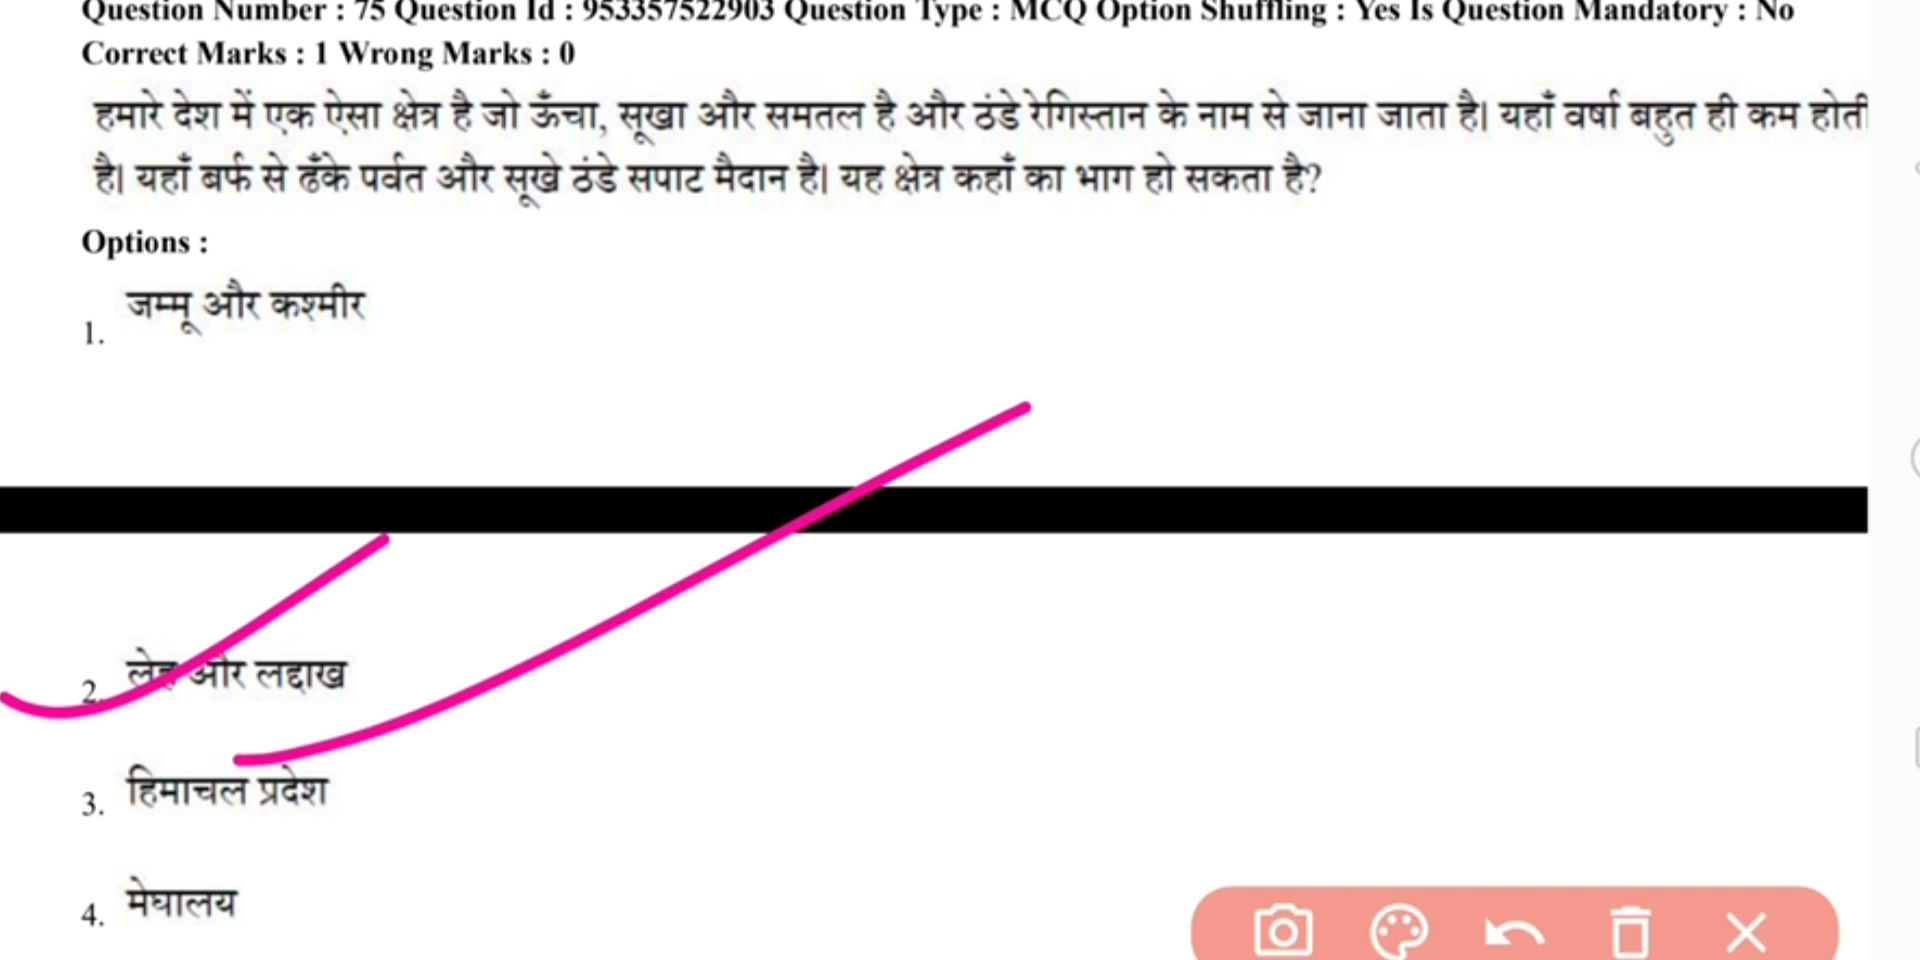 Question Number : 75 Question Id : 953357522903 Question Type : MCQ Option Shuffling : Yes Is Question Mandatory : No
Correct Marks : 1 Wrong Marks : 0
हमारे देश में एक ऐसा क्षेत्र है जो ऊँचा, सूखा और समतल है और ठंडे रेगिस्तान के नाम से जाना जाता है। यहाँ वर्षा बहुत ही कम होती
है। यहाँ बर्फ से ढँके पर्वत और सूखे ठंडे सपाट मैदान है। यह क्षेत्र कहाँ का भाग हो सकता है?
Options :
1. जम्मू और कश्मीर
2. लेह और लद्दाख
3. हिमाचल प्रदेश
4. मेघालय